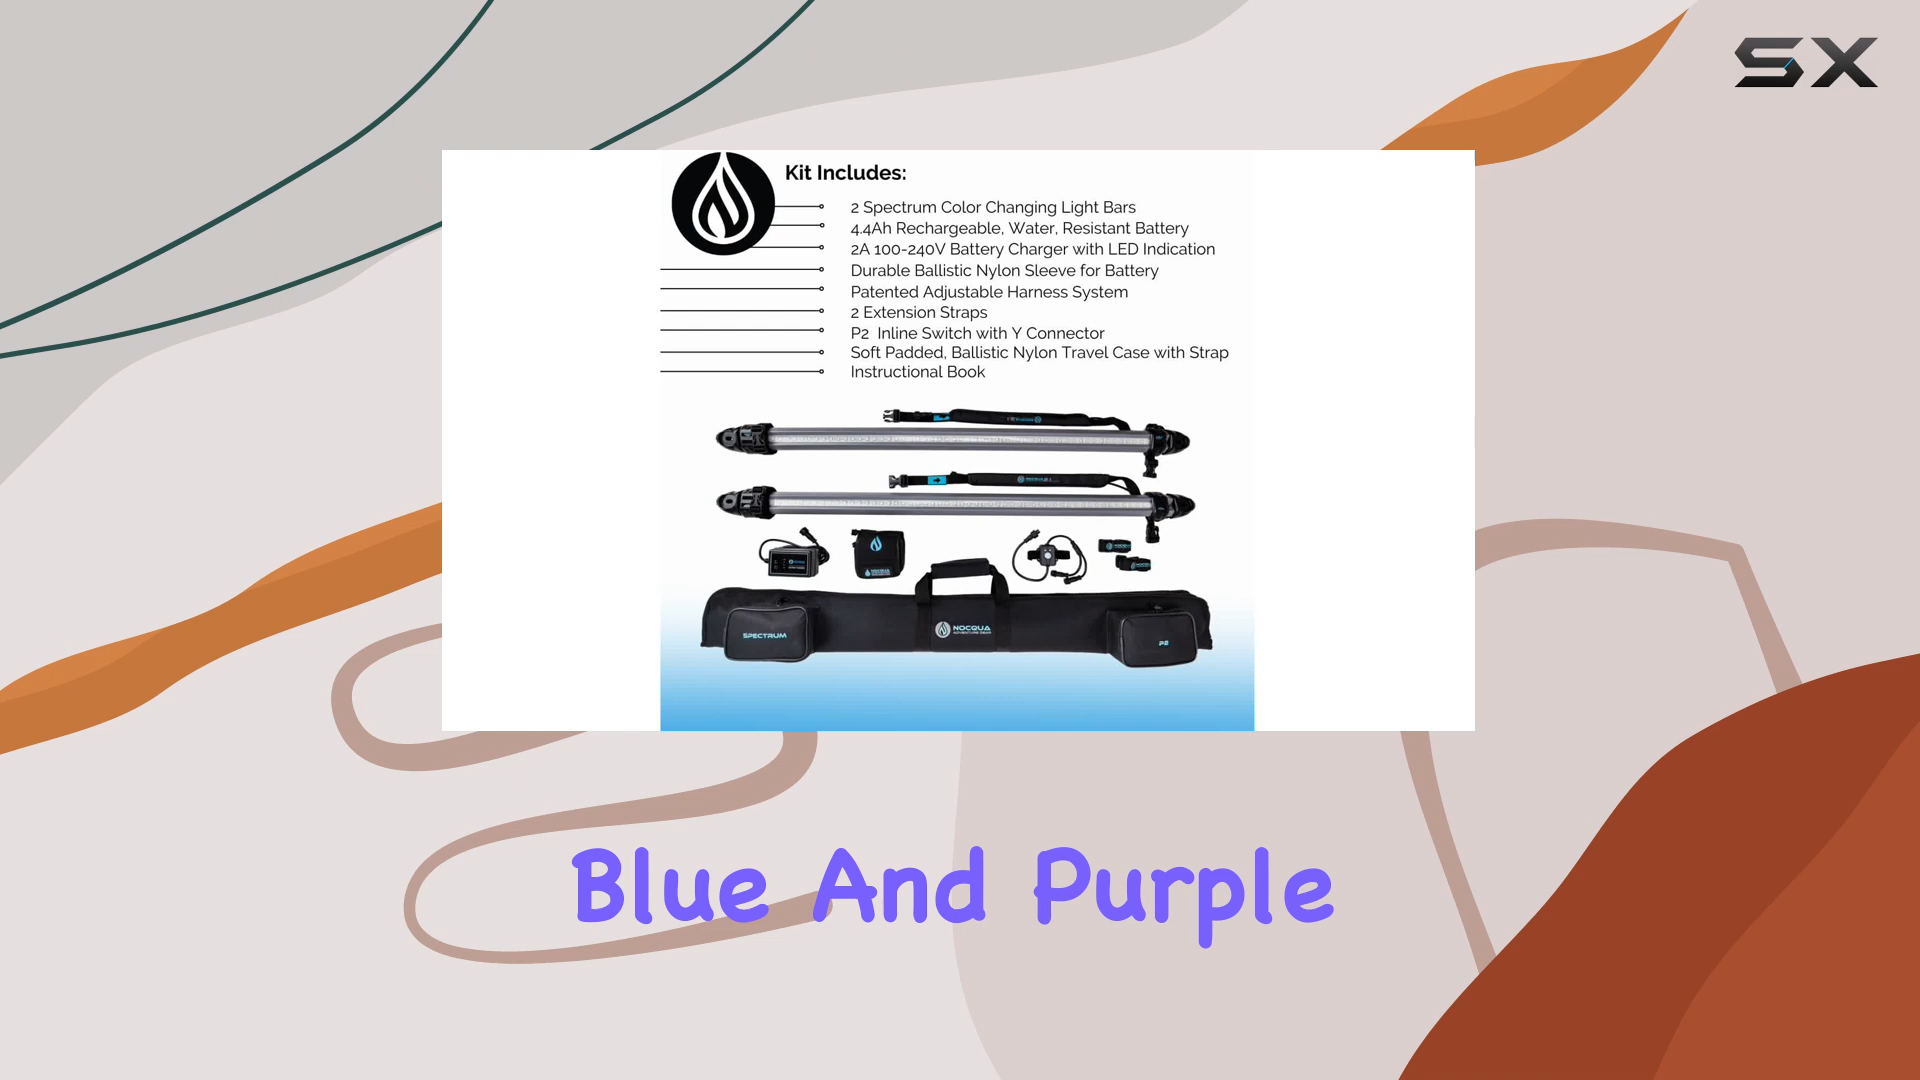 SX
Kit Includes:
2 Spectrum Color Changing Light Bars
4.4Ah Rechargeable, Water, Resistant Battery
2A 100-240V Battery Charger with LED Indication
Durable Ballistic Nylon Sleeve for Battery
Patented Adjustable Harness System
2 Extension Straps
P2 Inline Switch with Y Connector
Soft Padded, Ballistic Nylon Travel Case with Strap
Instructional Book
SPECTRUM
NOCQUA
ADVENTURE GEAR
P2
Blue And Purple